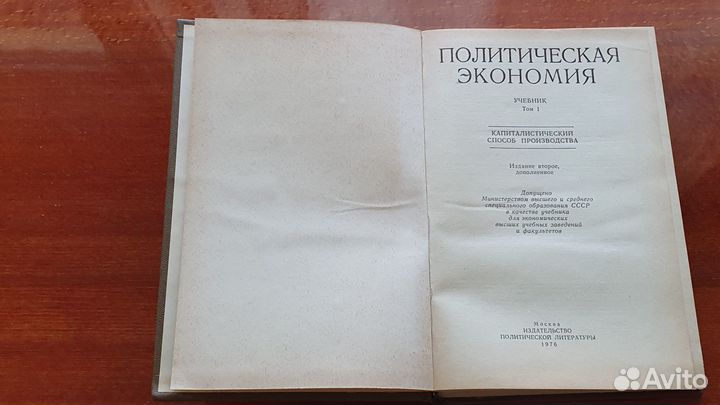 ПОЛИТИЧЕСКАЯ
ЭКОНОМИЯ
УЧЕБНИК
Том 1
КАПИТАЛИСТИЧЕСКИЙ
СПОСОБ ПРОИЗВОДСТВА
Издание второе,
дополненное
Допущено
Министерством высшего и среднего
специального образования СССР
в качестве учебника
для экономических
высших учебных заведений
и факультетов
Москва
ИЗДАТЕЛЬСТВО
ПОЛИТИЧЕСКОЙ ЛИТЕРАТУРЫ
1976
Avito